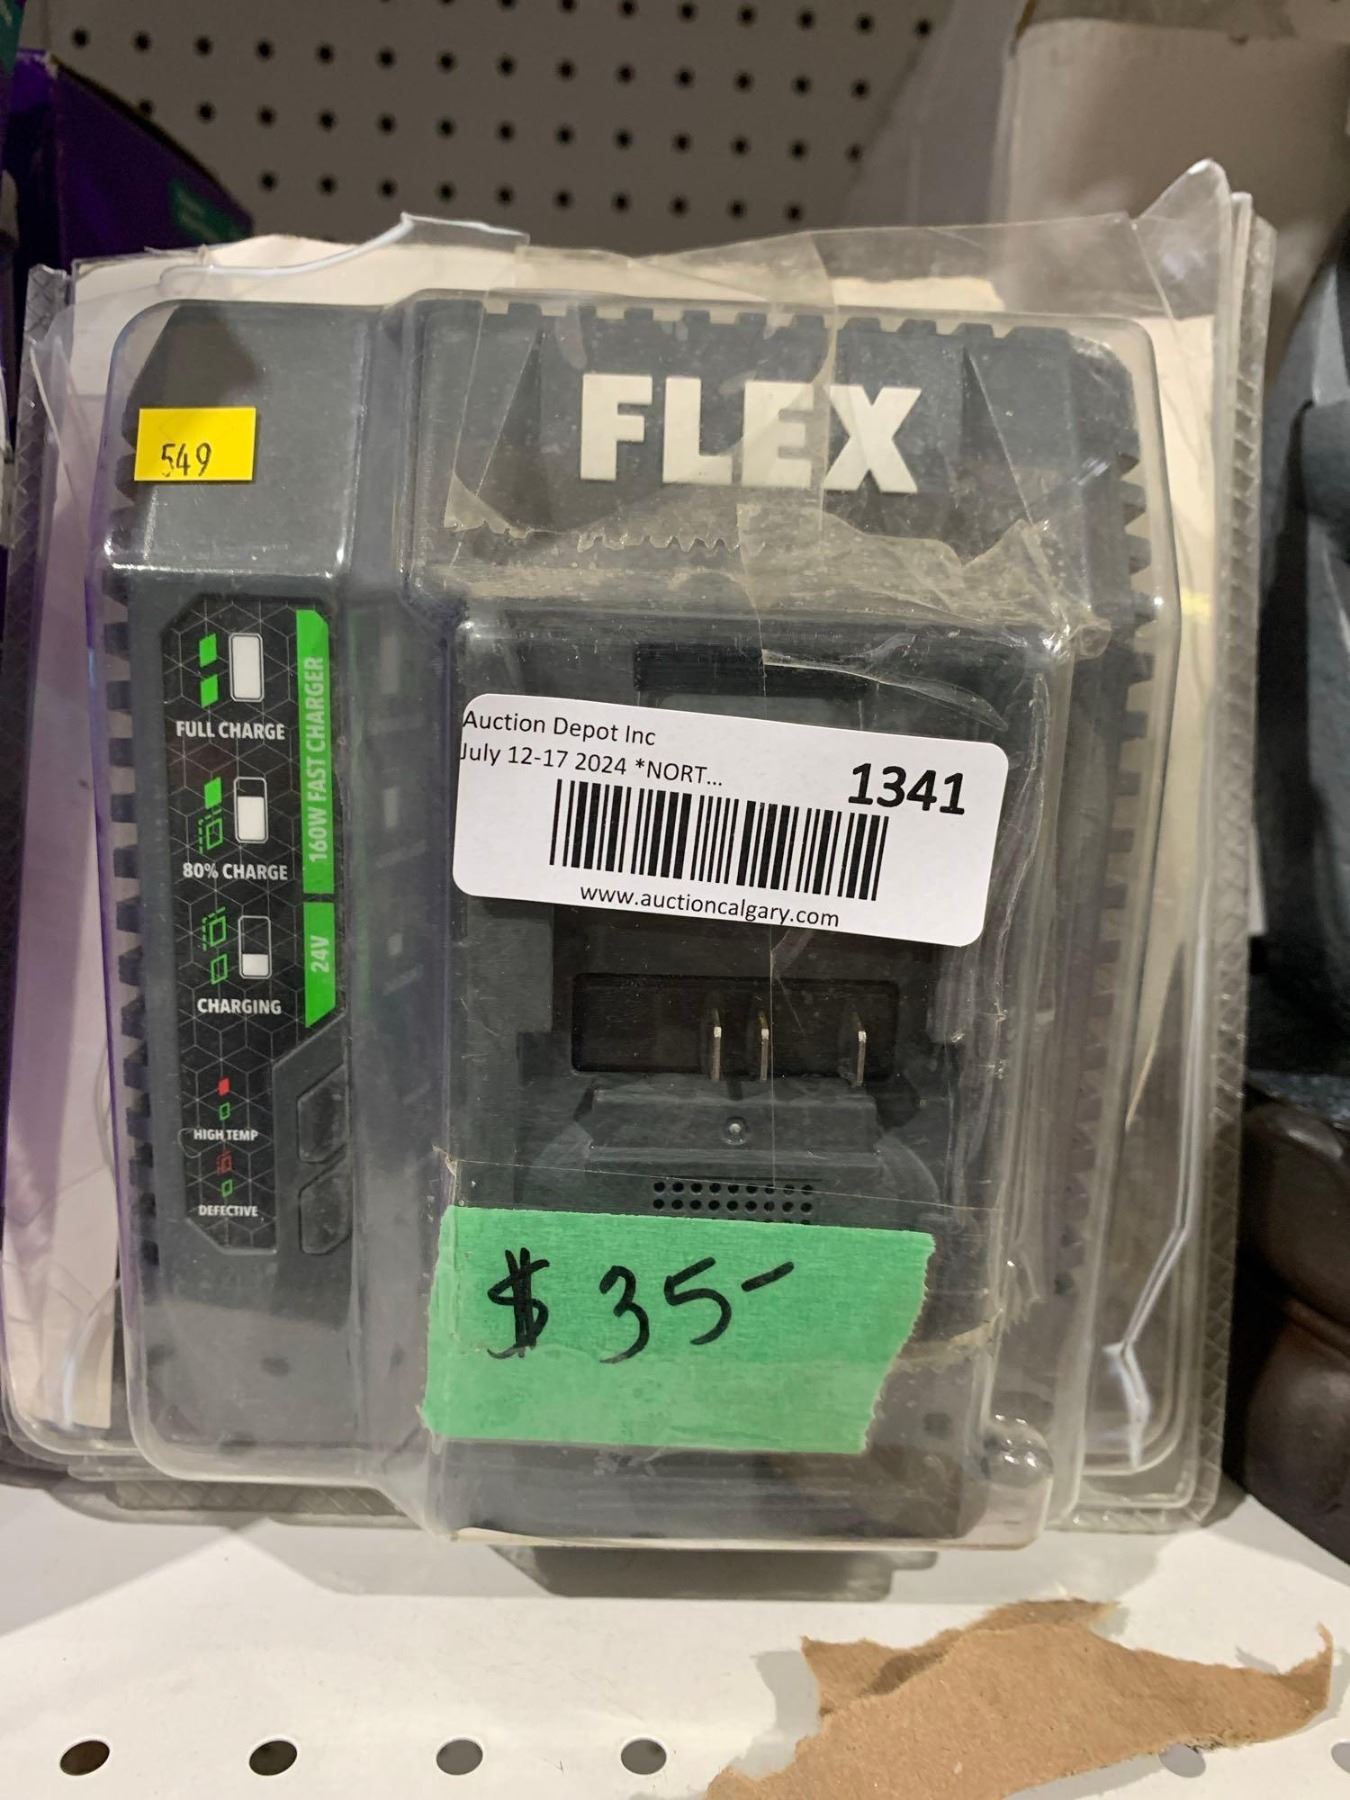 FLEX
549
FULL CHARGE
80% CHARGE
CHARGING
HIGH TEMP
DEFECTIVE
160W FAST CHARGER
24V
Auction Depot Inc
July 12-17 2024 *NORT...
1341
www.auctioncalgary.com
$35-